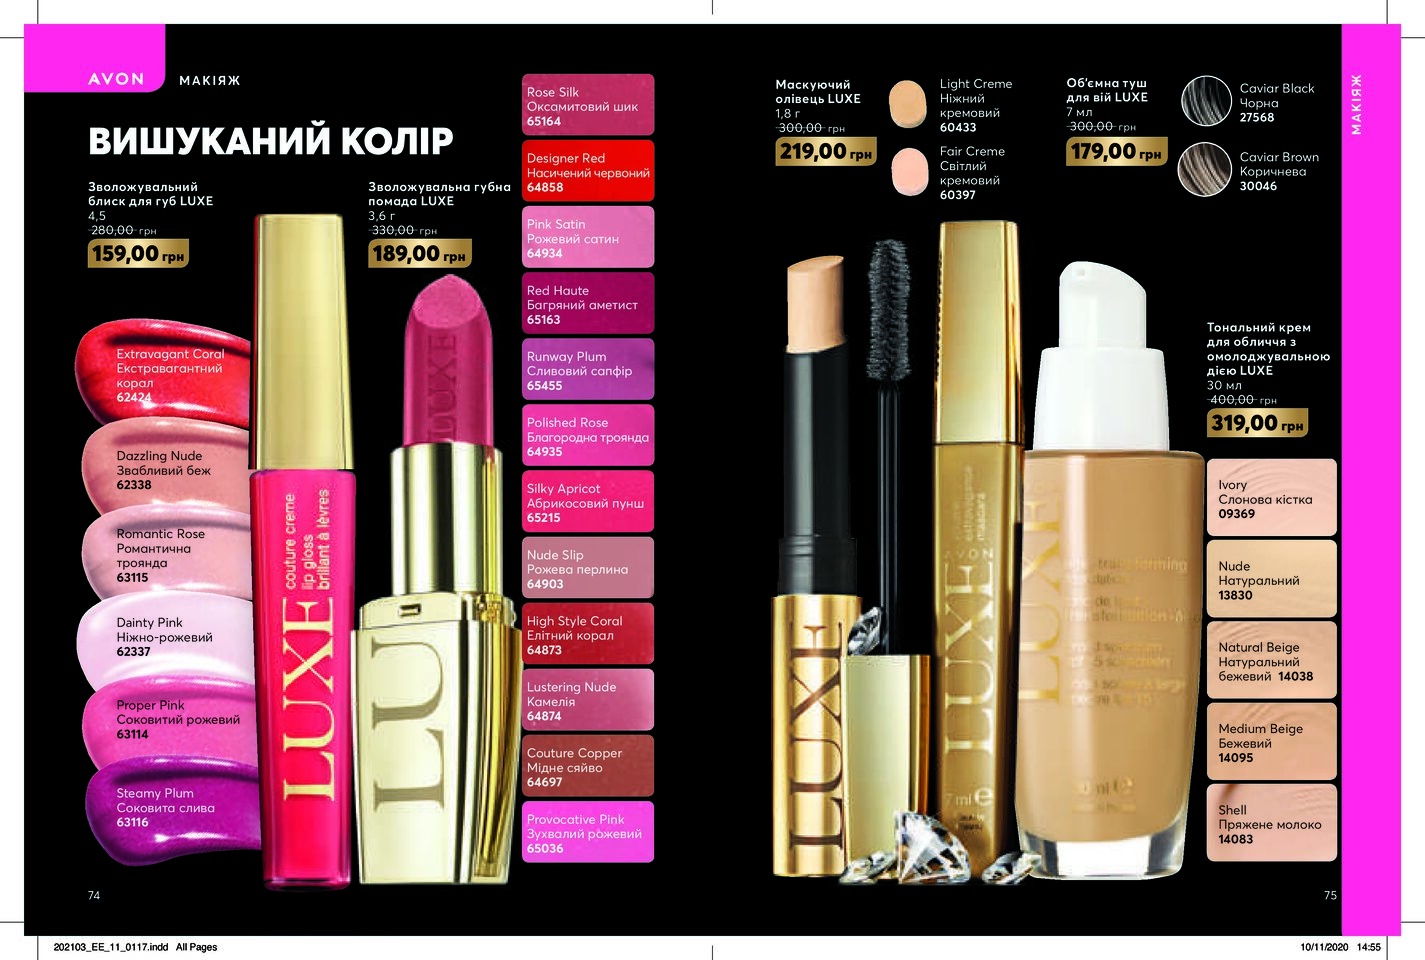 AVON
МАКІЯЖ
ВИШУКАНИЙ КОЛІР
Зволожувальний
блиск для губ LUXE
4,5
280,00 грн
159,00 грн
Зволожувальна губна
помада LUXE
3,6 г
330,00 грн
189,00 грн
Extravagant Coral
Екстравагантний
корал
62424
Dazzling Nude
Звабливий беж
62338
Romantic Rose
Романтична
троянда
63115
Dainty Pink
Ніжно-рожевий
62337
Proper Pink
Соковитий рожевий
63114
Steamy Plum
Соковита слива
63116
LUXE
couture creme
lip gloss
brillant à lèvres
LUXE
LU
Rose Silk
Оксамитовий шик
65164
Designer Red
Насичений червоний
64858
Pink Satin
Рожевий сатин
64934
Red Haute
Багряний аметист
65163
Runway Plum
Сливовий сапфір
65455
Polished Rose
Благородна троянда
64935
Silky Apricot
Абрикосовий пунш
65215
Nude Slip
Рожева перлина
64903
High Style Coral
Елітний корал
64873
Lustering Nude
Камелія
64874
Couture Copper
Мідне сяйво
64697
Provocative Pink
Зухвалий рожевий
65036
74
Маскуючий
олівець LUXE
1,8 г
300,00 грн
219,00 грн
Light Creme
Ніжний
кремовий
60433
Fair Creme
Світлий
кремовий
60397
Об'ємна туш
для вій LUXE
7 мл
300,00 грн
179,00 грн
Caviar Black
Чорна
27568
Caviar Brown
Коричнева
30046
МАКІЯЖ
Тональний крем
для обличчя з
омолоджувальною
дією LUXE
30 мл
400,00 грн
319,00 грн
Ivory
Слонова кістка
09369
Nude
Натуральний
13830
Natural Beige
Натуральний
бежевий 14038
Medium Beige
Бежевий
14095
Shell
Пряжене молоко
14083
LUXE
AVON
LUXE
7 ml e
LUXE
75
202103_EE_11_0117.indd All Pages
10/11/2020 14:55